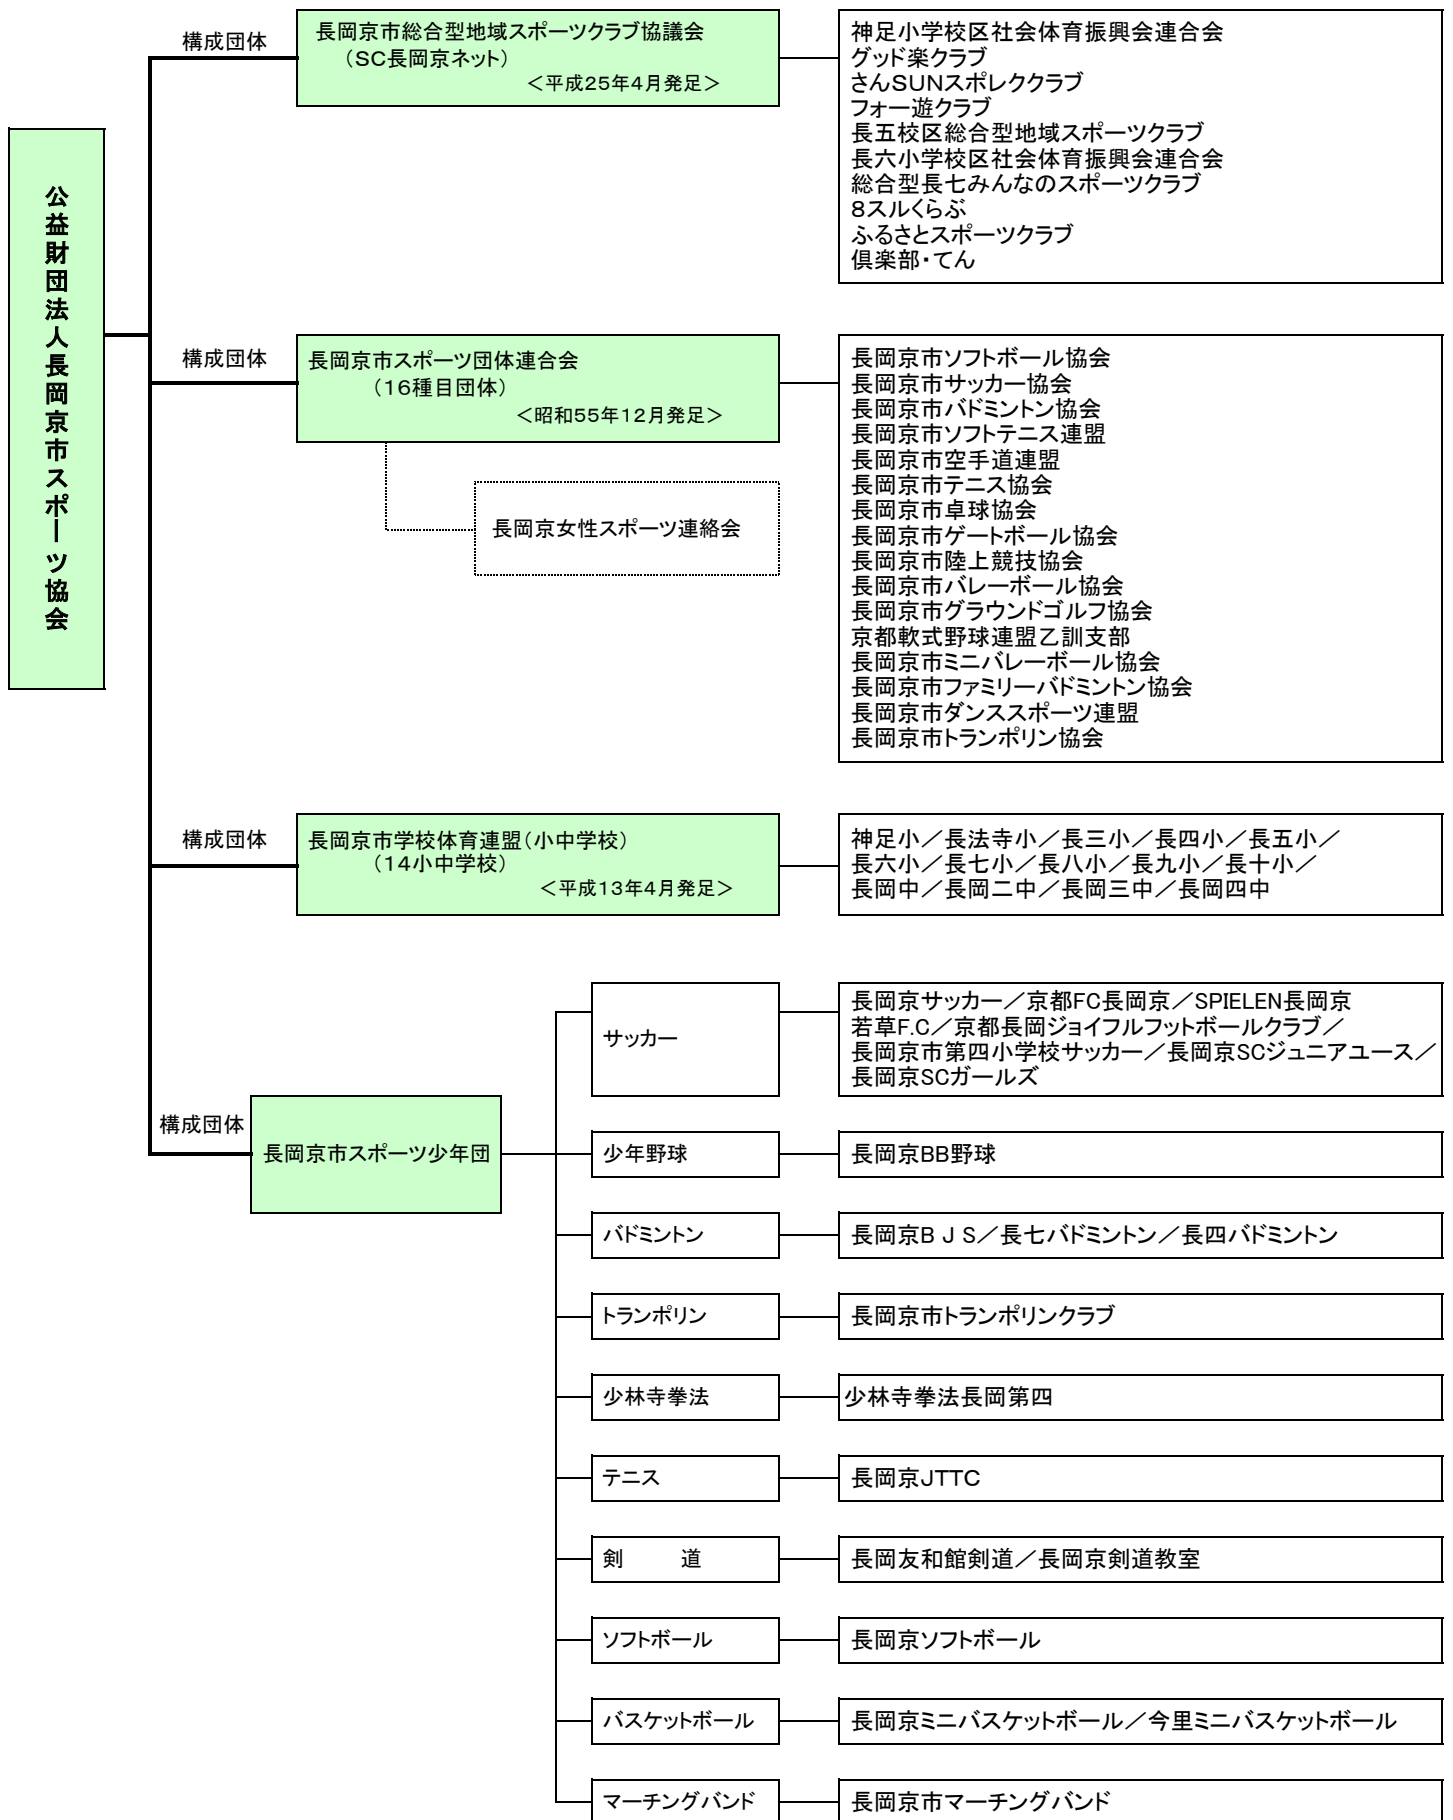 公益財団法人長岡京市スポーツ協会
構成団体
長岡京市総合型地域スポーツクラブ協議会
（SC長岡京ネット）
＜平成25年4月発足＞
神足小学校区社会体育振興会連合会
グッド楽クラブ
さんSUNスポレククラブ
フォー遊クラブ
長五校区総合型地域スポーツクラブ
長六小学校区社会体育振興会連合会
総合型長七みんなのスポーツクラブ
8スルくらぶ
ふるさとスポーツクラブ
倶楽部・てん
構成団体
長岡京市スポーツ団体連合会
（16種目団体）
＜昭和55年12月発足＞
長岡京女性スポーツ連絡会
長岡京市ソフトボール協会
長岡京市サッカー協会
長岡京市バドミントン協会
長岡京市ソフトテニス連盟
長岡京市空手道連盟
長岡京市テニス協会
長岡京市卓球協会
長岡京市ゲートボール協会
長岡京市陸上競技協会
長岡京市バレーボール協会
長岡京市グラウンドゴルフ協会
京都軟式野球連盟乙訓支部
長岡京市ミニバレーボール協会
長岡京市ファミリーバドミントン協会
長岡京市ダンススポーツ連盟
長岡京市トランポリン協会
構成団体
長岡京市学校体育連盟（小中学校）
（14小中学校）
＜平成13年4月発足＞
神足小／長法寺小／長三小／長四小／長五小／
長六小／長七小／長八小／長九小／長十小／
長岡中／長岡二中／長岡三中／長岡四中
構成団体
長岡京市スポーツ少年団
サッカー
長岡京サッカー／京都FC長岡京／SPIELEN長岡京
若草F.C／京都長岡ジョイフルフットボールクラブ／
長岡京市第四小学校サッカー／長岡京SCジュニアユース／
長岡京SCガールズ
少年野球
長岡京BB野球
バドミントン
長岡京B J S／長七バドミントン／長四バドミントン
トランポリン
長岡京市トランポリンクラブ
少林寺拳法
少林寺拳法長岡第四
テニス
長岡京JTTC
剣　　道
長岡友和館剣道／長岡京剣道教室
ソフトボール
長岡京ソフトボール
バスケットボール
長岡京ミニバスケットボール／今里ミニバスケットボール
マーチングバンド
長岡京市マーチングバンド